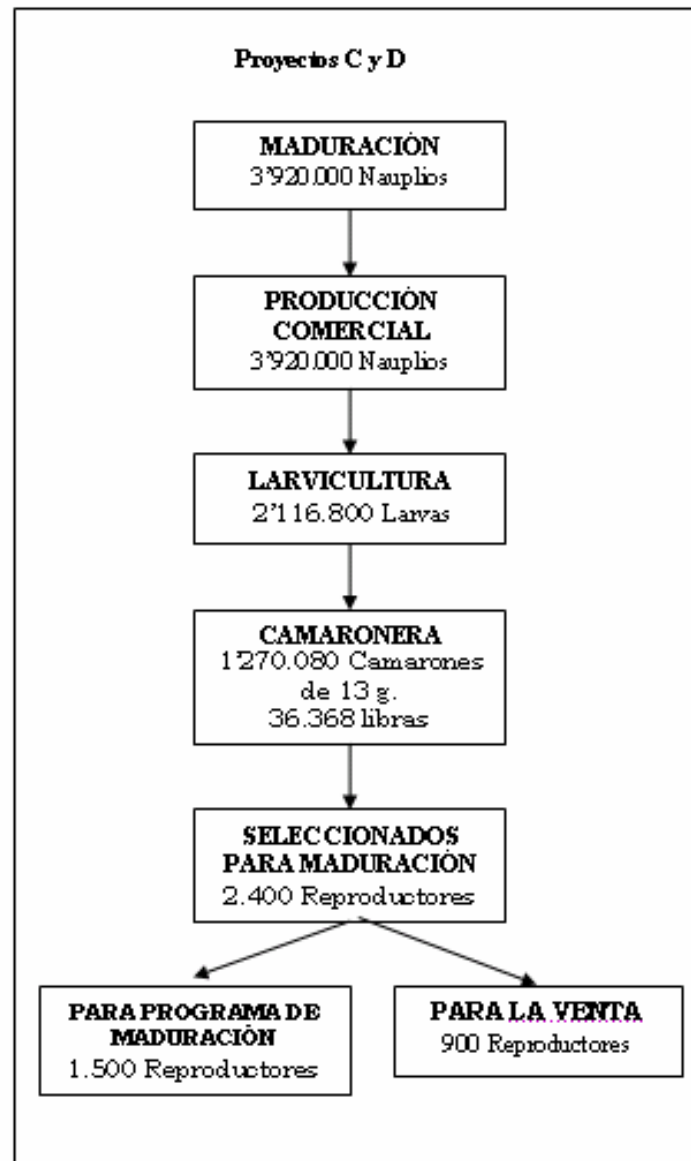 Proyectos C y D
MADURACIÓN
3'920.000 Nauplios
PRODUCCIÓN
COMERCIAL
3'920.000 Nauplios
LARVICULTURA
2'116.800 Larvas
CAMARONERA
1'270.080 Camarones
de 13 g.
36.368 libras
SELECCIONADOS
PARA MADURACIÓN
2.400 Reproductores
PARA PROGRAMA DE
MADURACIÓN
1.500 Reproductores
PARA LA VENTA
900 Reproductores